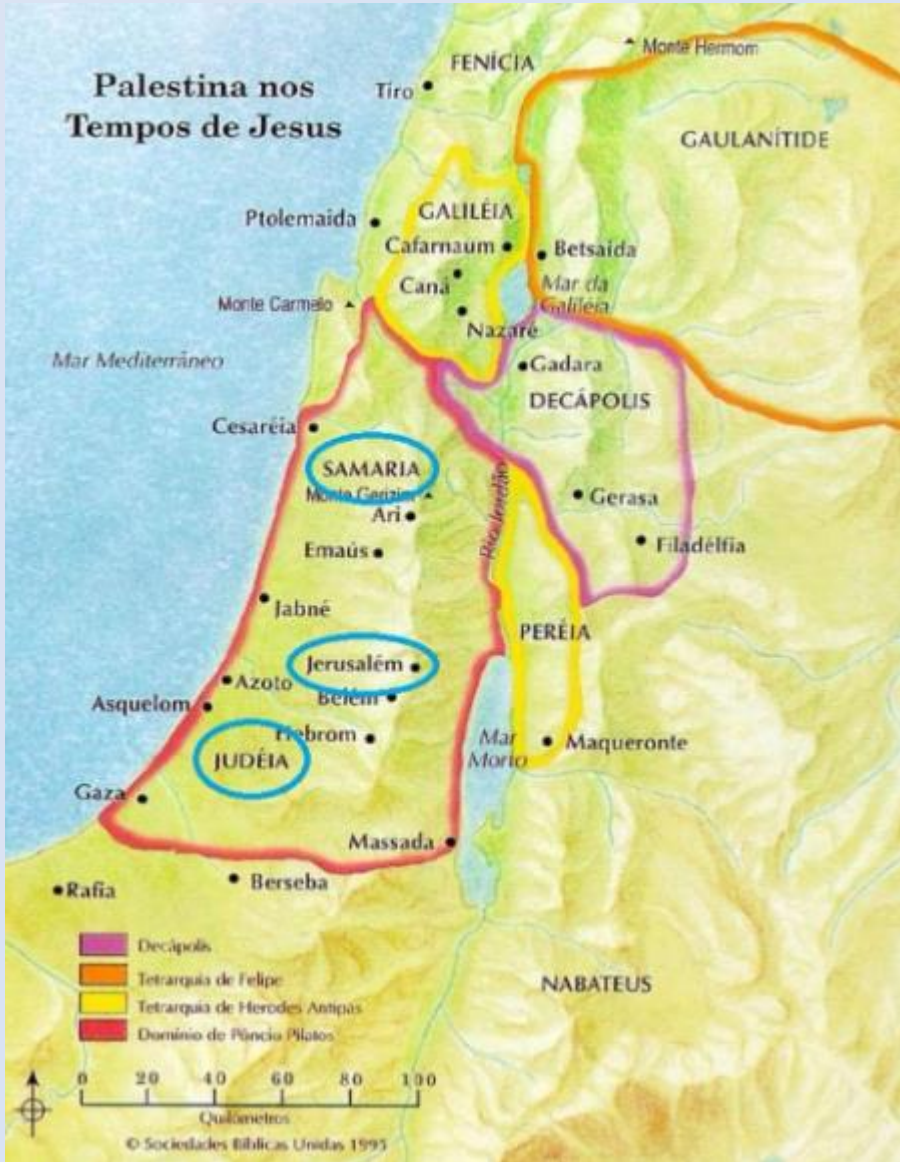 Palestina nos
Tempos de Jesus
FENÍCIA
Monte Hermom
Tiro
GAULANÍTIDE
Ptolemaida
GALILÉIA
Cafarnaum
Betsaida
Caná
Mar da
Galiléia
Monte Carmelo
Nazaré
Mar Mediterrâneo
Gadara
DECÁPOLIS
Cesaréia
SAMARIA
Monte Gerizim
Gerasa
Ari
Rio Jordão
Emaús
Filadélfia
Jabné
PERÉIA
Jerusalém
Azoto
Belém
Asquelom
Hebrom
Mar
Morto
Maqueronte
JUDÉIA
Gaza
Massada
Berseba
Rafia
Decápolis
Tetrarquia de Felipe
Tetrarquia de Herodes Antipas
Domínio de Pôncio Pilatos
NABATEUS
0 20 40 60 80 100
Quilômetros
© Sociedades Bíblicas Unidas 1995